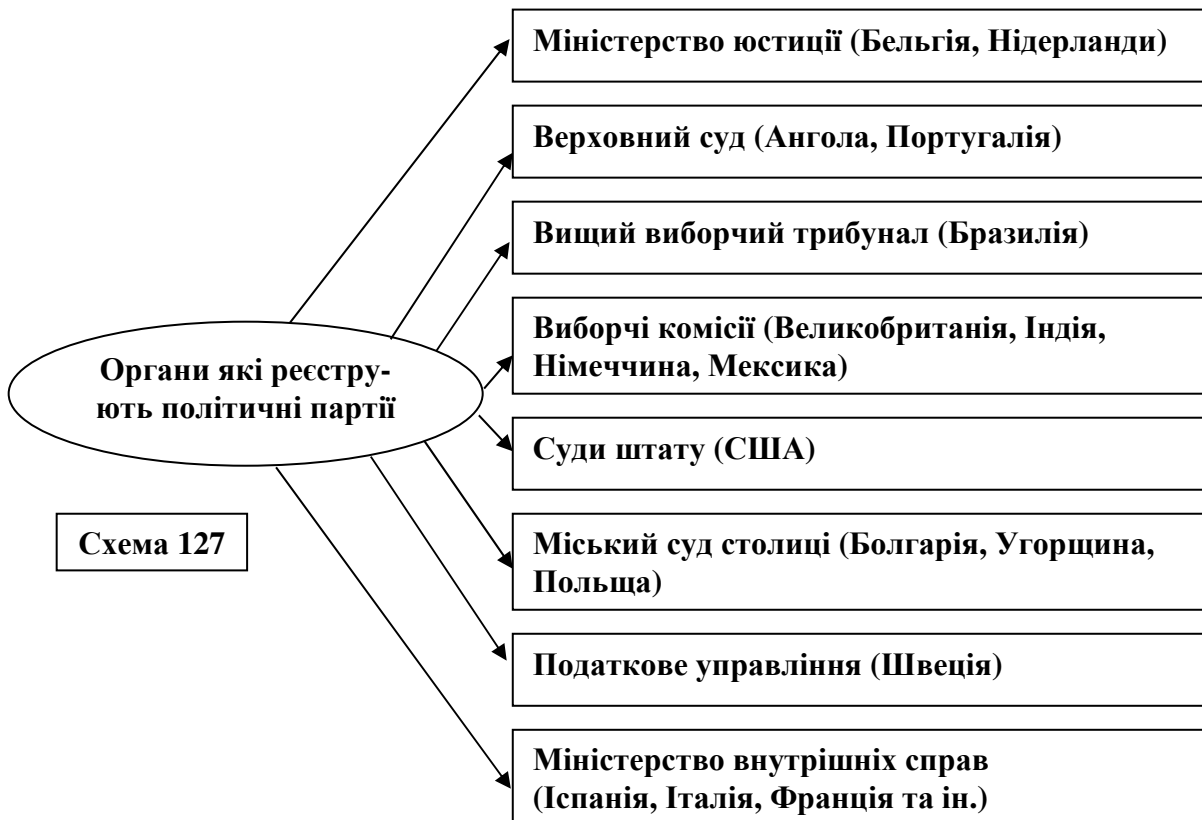 Міністерство юстиції (Бельгія, Нідерланди)
Верховний суд (Ангола, Португалія)
Вищий виборчий трибунал (Бразилія)
Виборчі комісії (Великобританія, Індія,
Німеччина, Мексика)
Органи які реєстру-
ють політичні партії
Суди штату (США)
Схема 127
Міський суд столиці (Болгарія, Угорщина,
Польща)
Податкове управління (Швеція)
Міністерство внутрішніх справ
(Іспанія, Італія, Франція та ін.)